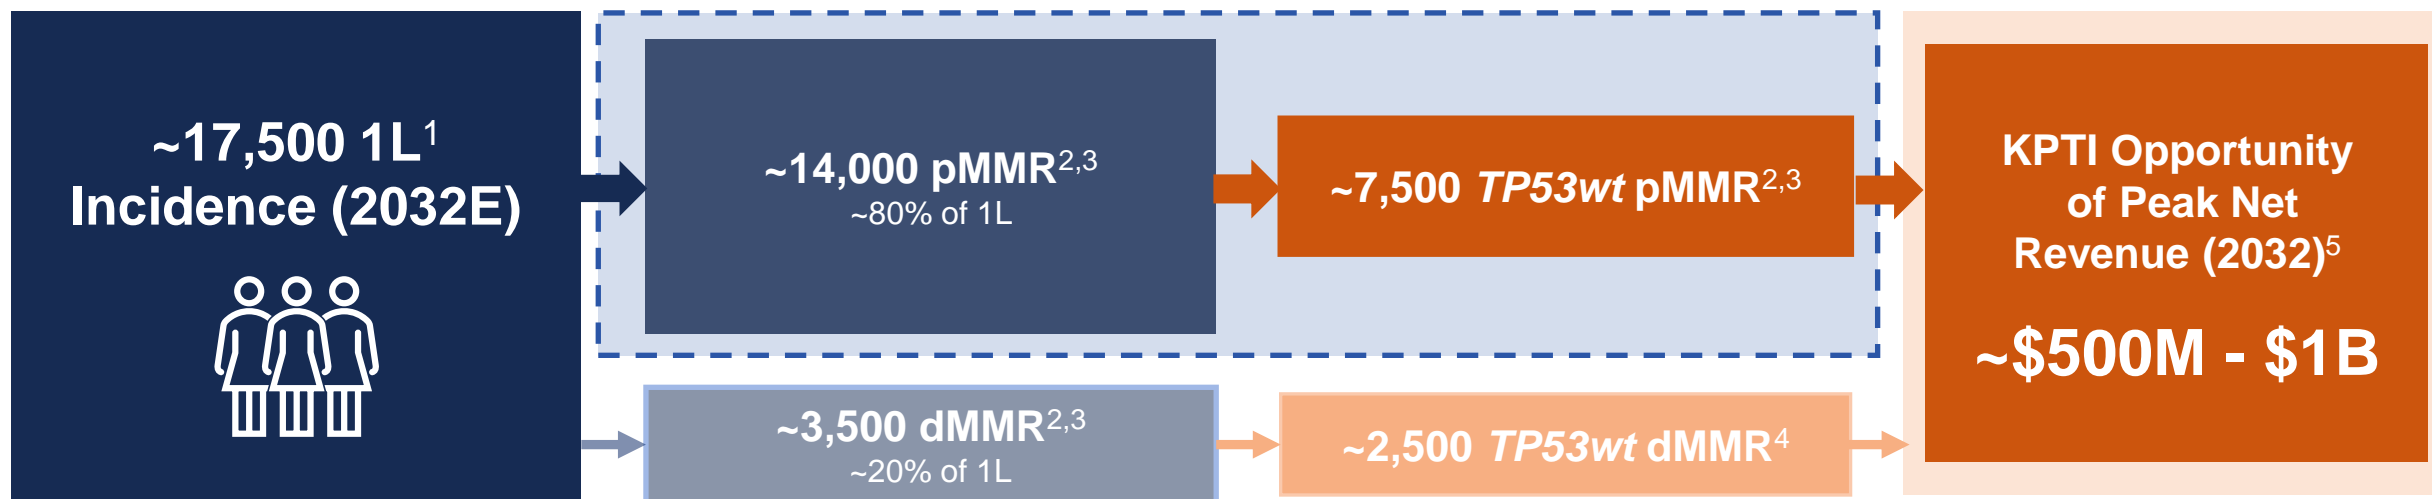 ~17,500 1L¹
Incidence (2032E)
~14,000 pMMR²,³
~80% of 1L
~7,500 TP53wt pMMR²,³
~3,500 dMMR²,³
~20% of 1L
~2,500 TP53wt dMMR⁴
KPTI Opportunity
of Peak Net
Revenue (2032)⁵
~$500M - $1B